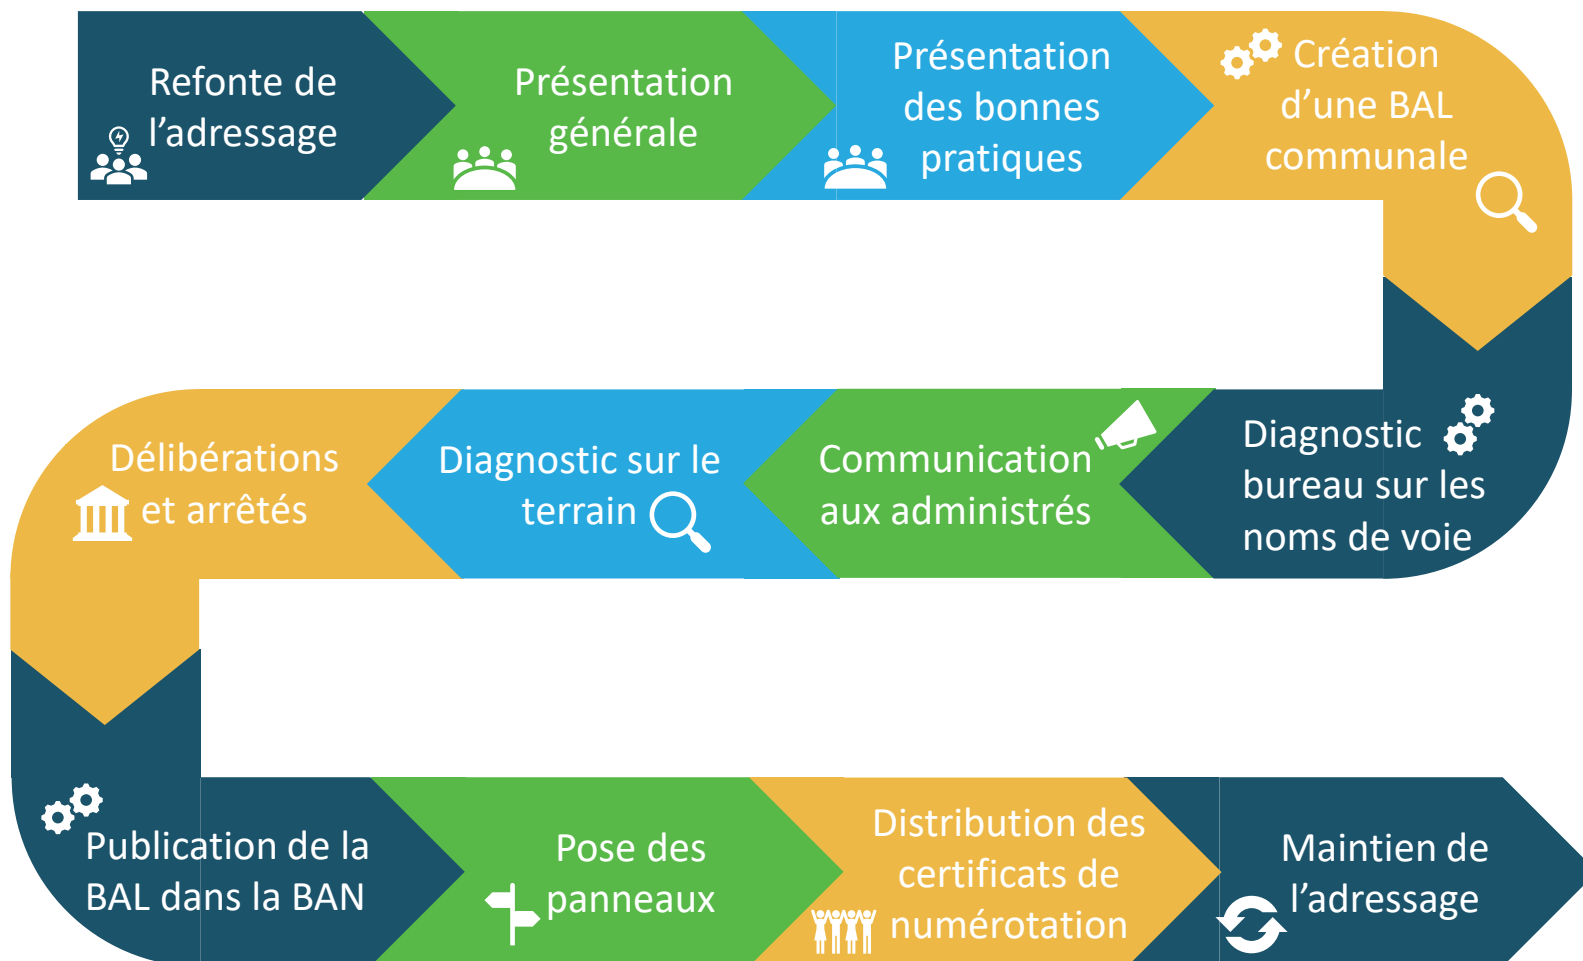 Refonte de
l’adressage
Présentation
générale
Présentation
des bonnes
pratiques
Création
d’une BAL
communale
Diagnostic
bureau sur les
noms de voie
Communication
aux administrés
Diagnostic sur le
terrain
Délibérations
et arrêtés
Publication de la
BAL dans la BAN
Pose des
panneaux
Distribution des
certificats de
numérotation
Maintien de
l’adressage